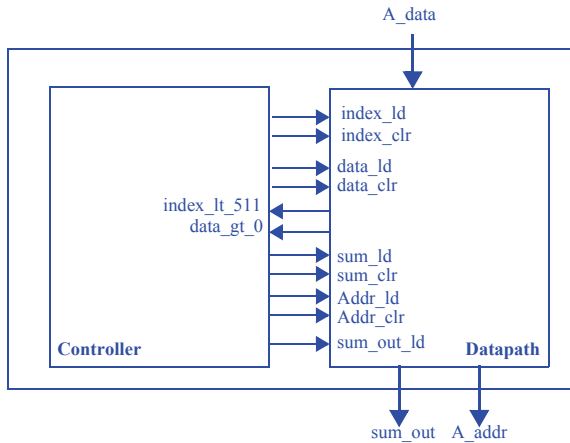 A_data
index_ld
index_clr
data_ld
data_clr
index_lt_511
data_gt_0
sum_ld
sum_clr
Addr_ld
Addr_clr
sum_out_ld
Controller
Datapath
sum_out
A_addr